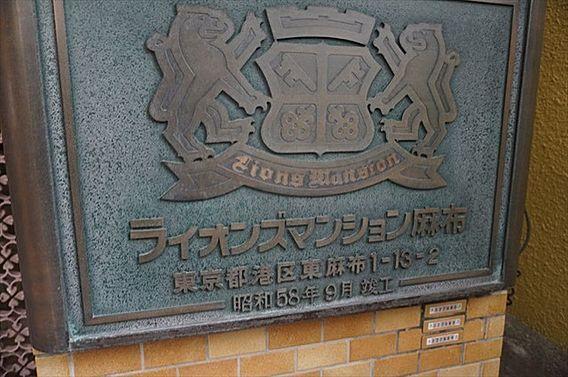 Lions Mansion
ライオンズマンション麻布
東京都港区東麻布1-13-2
昭和58年9月 竣工